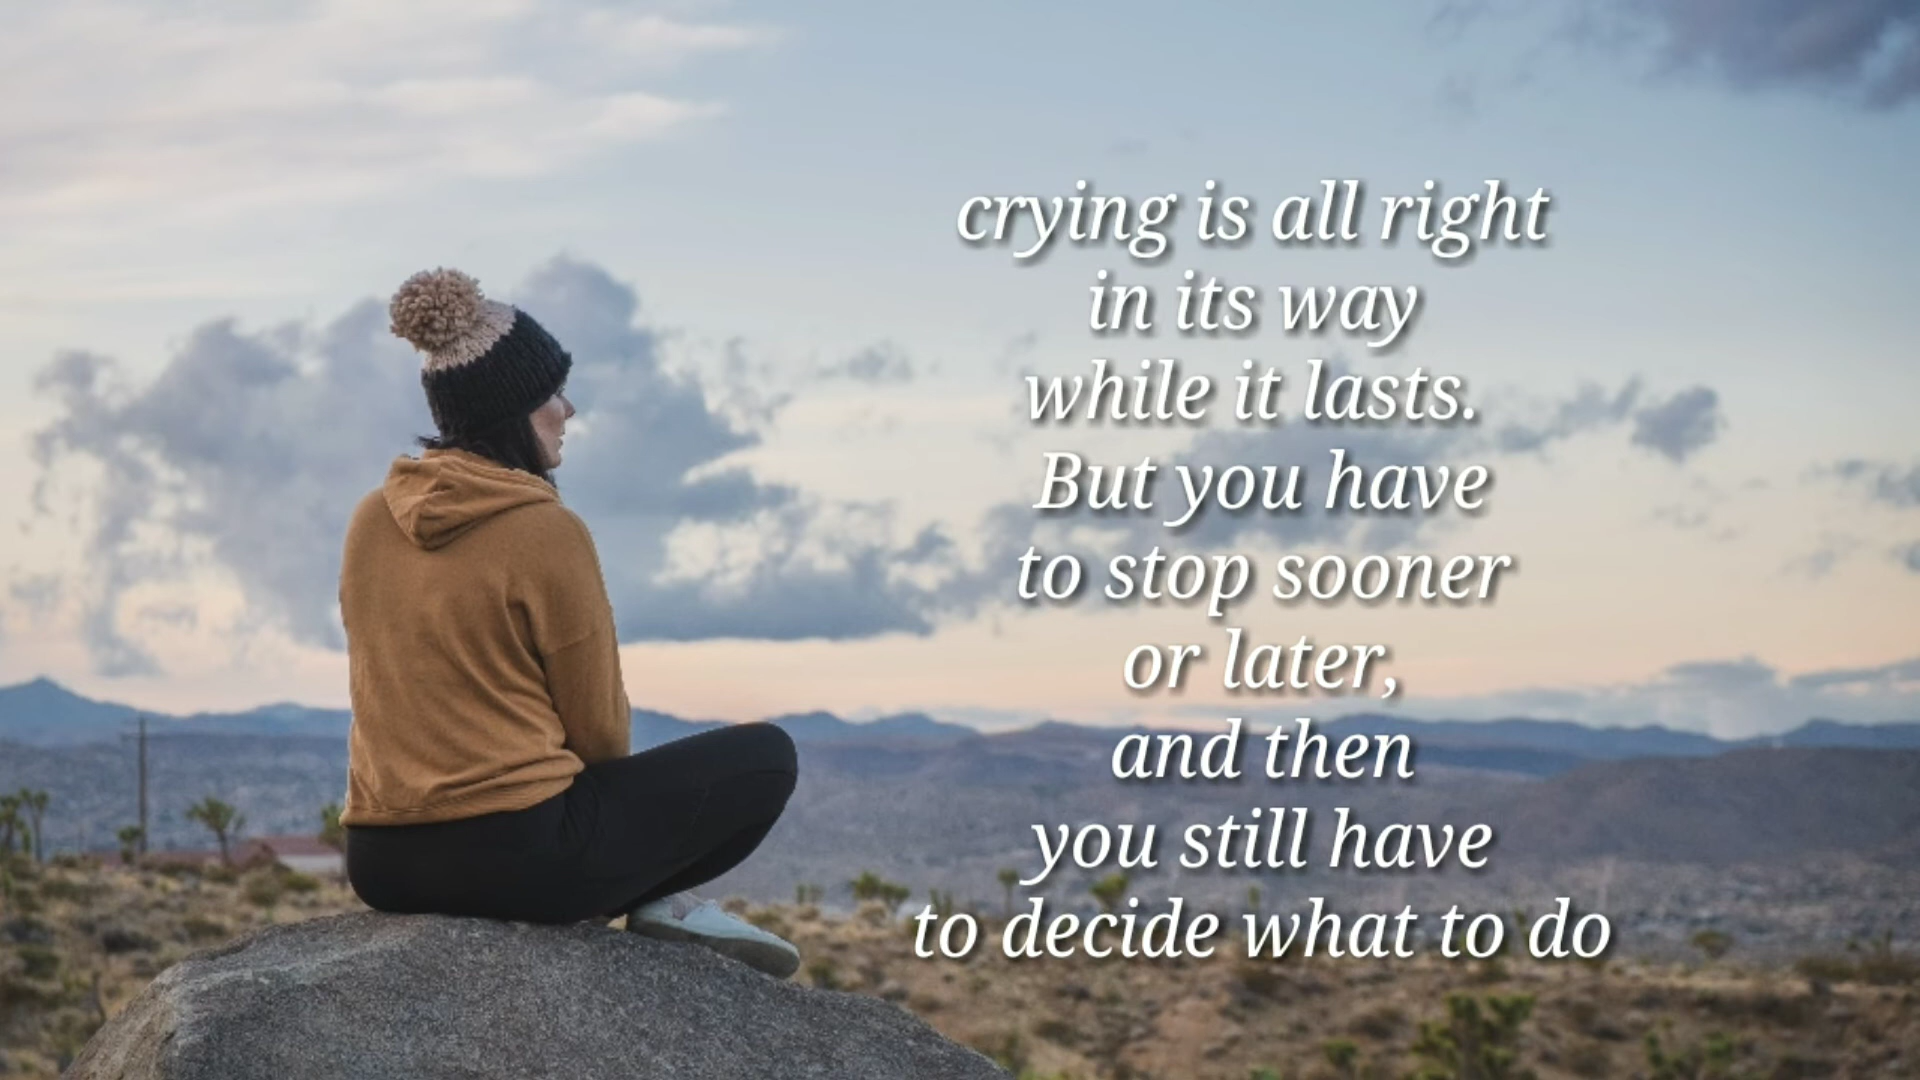 crying is all right
in its way
while it lasts.
But you have
to stop sooner
or later,
and then
you still have
to decide what to do